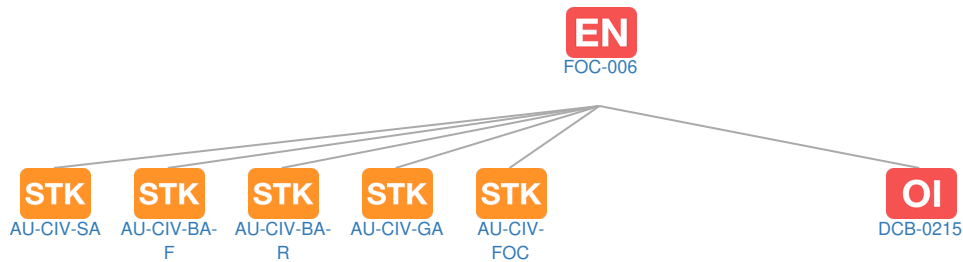 EN
FOC-006
STK STK STK STK STK OI
AU-CIV-SA AU-CIV-BA- AU-CIV-BA- AU-CIV-GA AU-CIV- DCB-0215
F R FOC